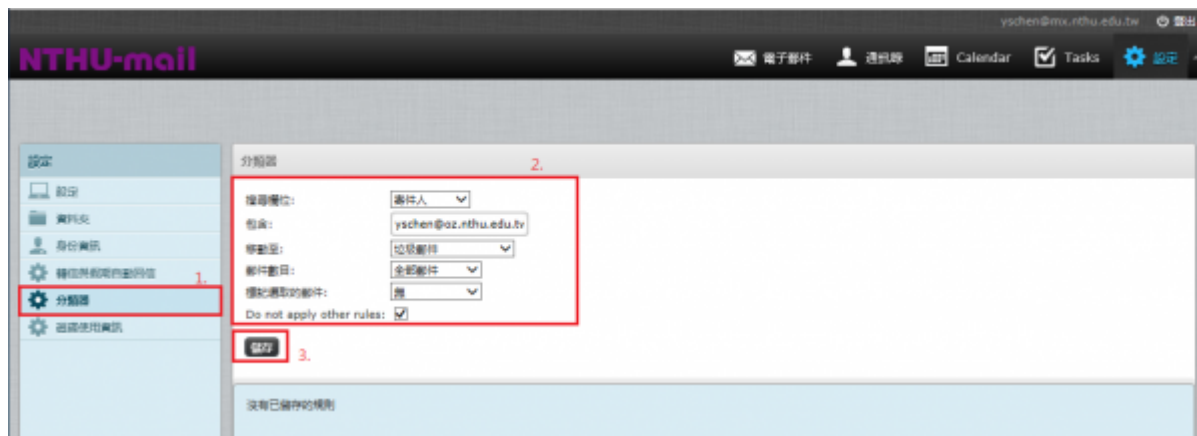 yschen@mx.nthu.edu.tw 登出
NTHU-mail
電子郵件 通訊錄 Calendar Tasks 設定
設定
設定
資料夾
身份資訊
轉信與假期自動回信
1.
分類器
磁碟使用資訊
分類器
2.
搜尋欄位: 寄件人
包含: yschen@oz.nthu.edu.tw
移動至: 垃圾郵件
郵件數目: 全部郵件
標記選取的郵件: 無
Do not apply other rules:
儲存
3.
沒有已儲存的規則